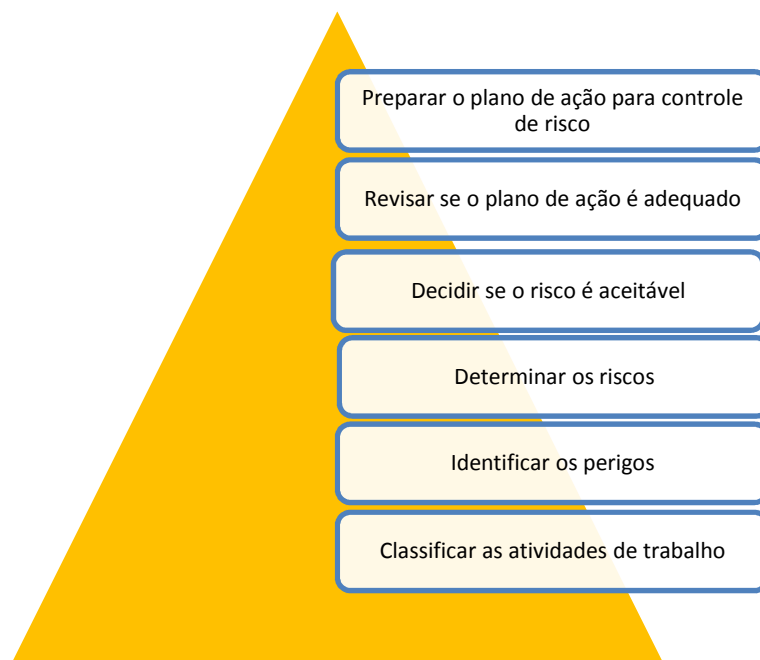 Preparar o plano de ação para controle
de risco
Revisar se o plano de ação é adequado
Decidir se o risco é aceitável
Determinar os riscos
Identificar os perigos
Classificar as atividades de trabalho